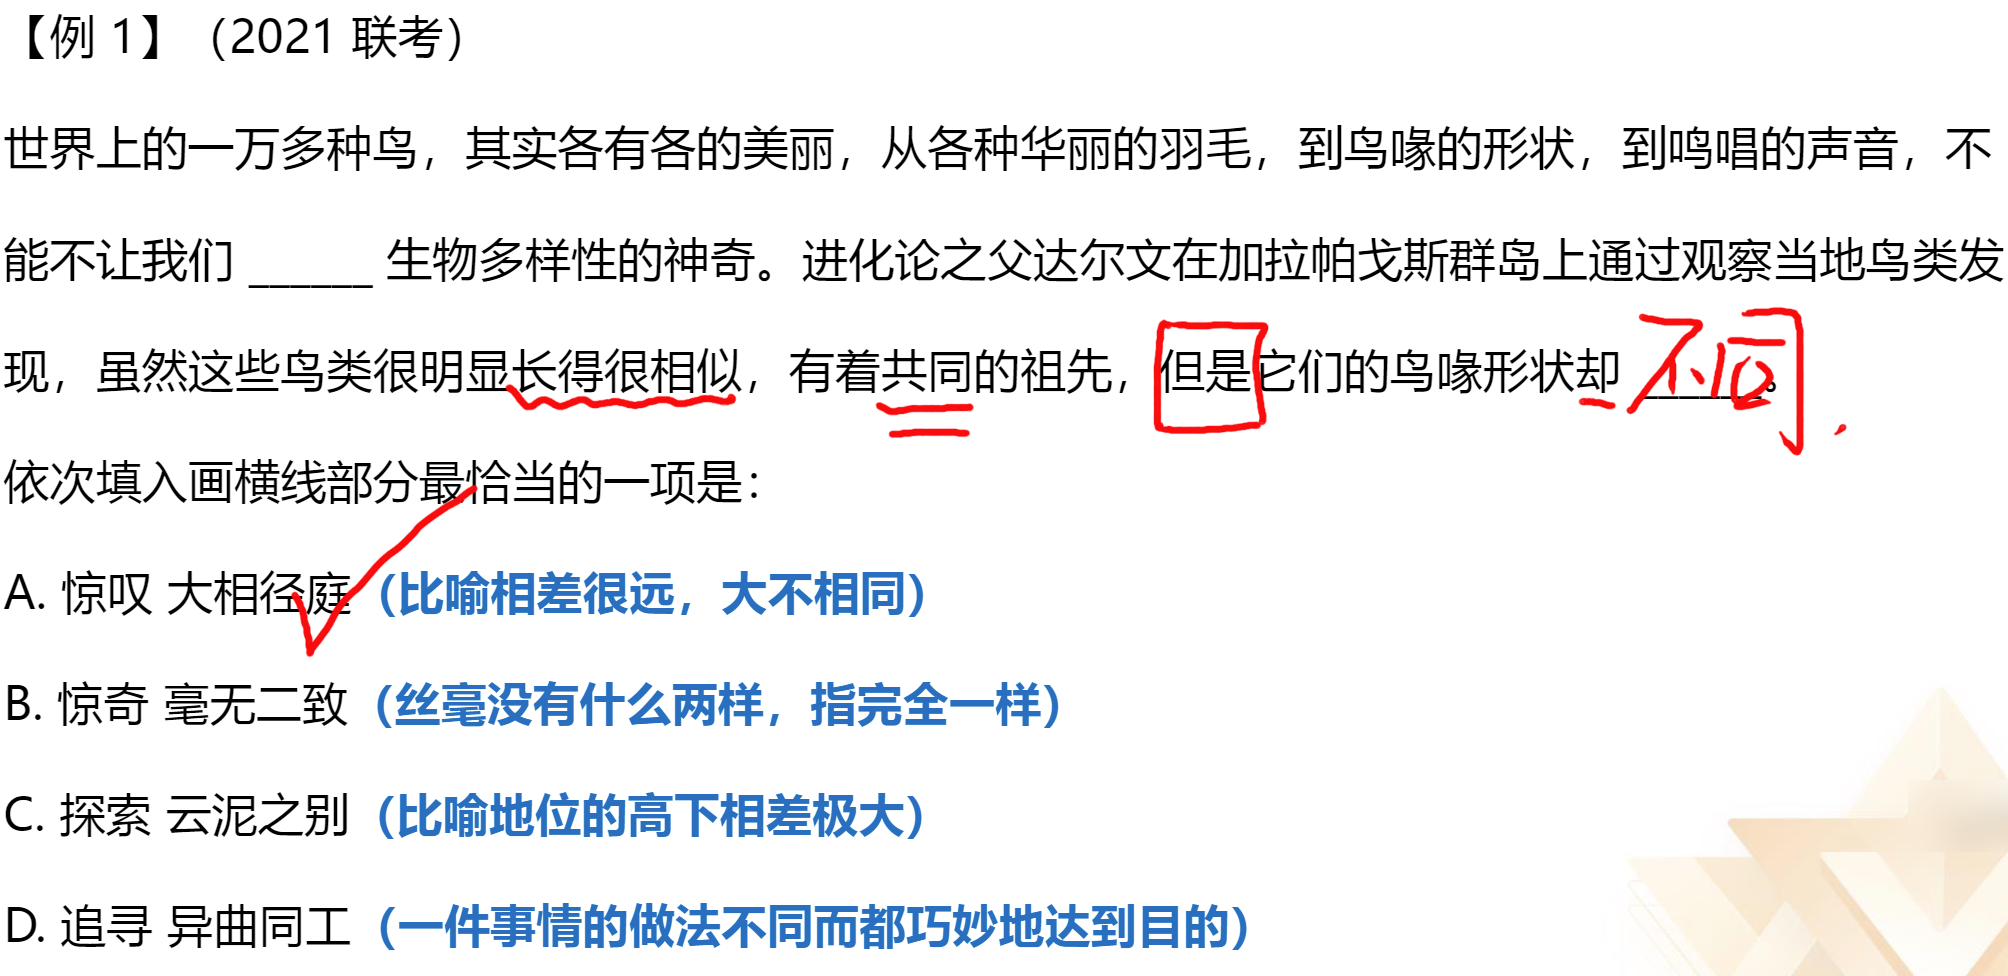 【例 1】（2021 联考）
世界上的一万多种鸟，其实各有各的美丽，从各种华丽的羽毛，到鸟喙的形状，到鸣唱的声音，不
能不让我们 ______ 生物多样性的神奇。进化论之父达尔文在加拉帕戈斯群岛上通过观察当地鸟类发
现，虽然这些鸟类很明显长得很相似，有着共同的祖先，但是它们的鸟喙形状却 ______。
不同
依次填入画横线部分最恰当的一项是：
A. 惊叹 大相径庭（比喻相差很远，大不相同）
B. 惊奇 毫无二致（丝毫没有什么两样，指完全一样）
C. 探索 云泥之别（比喻地位的高下相差极大）
D. 追寻 异曲同工（一件事情的做法不同而都巧妙地达到目的）